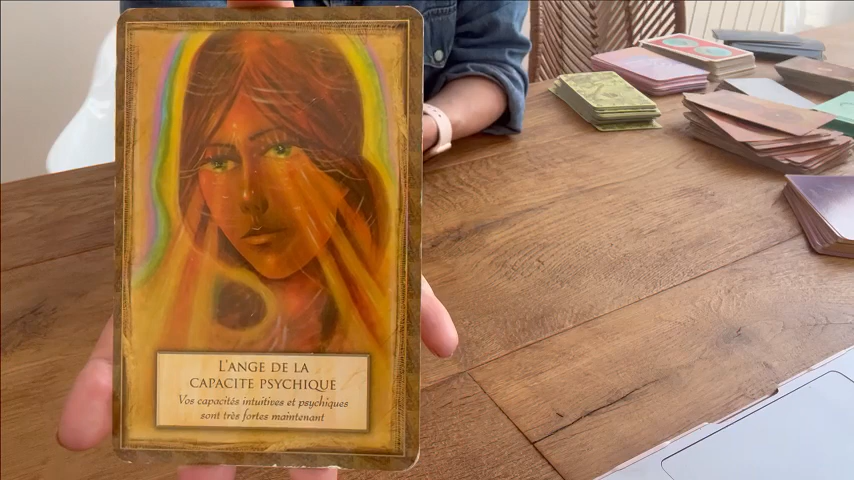 L'ANGE DE LA
CAPACITE PSYCHIQUE
Vos capacités intuitives et psychiques
sont très fortes maintenant